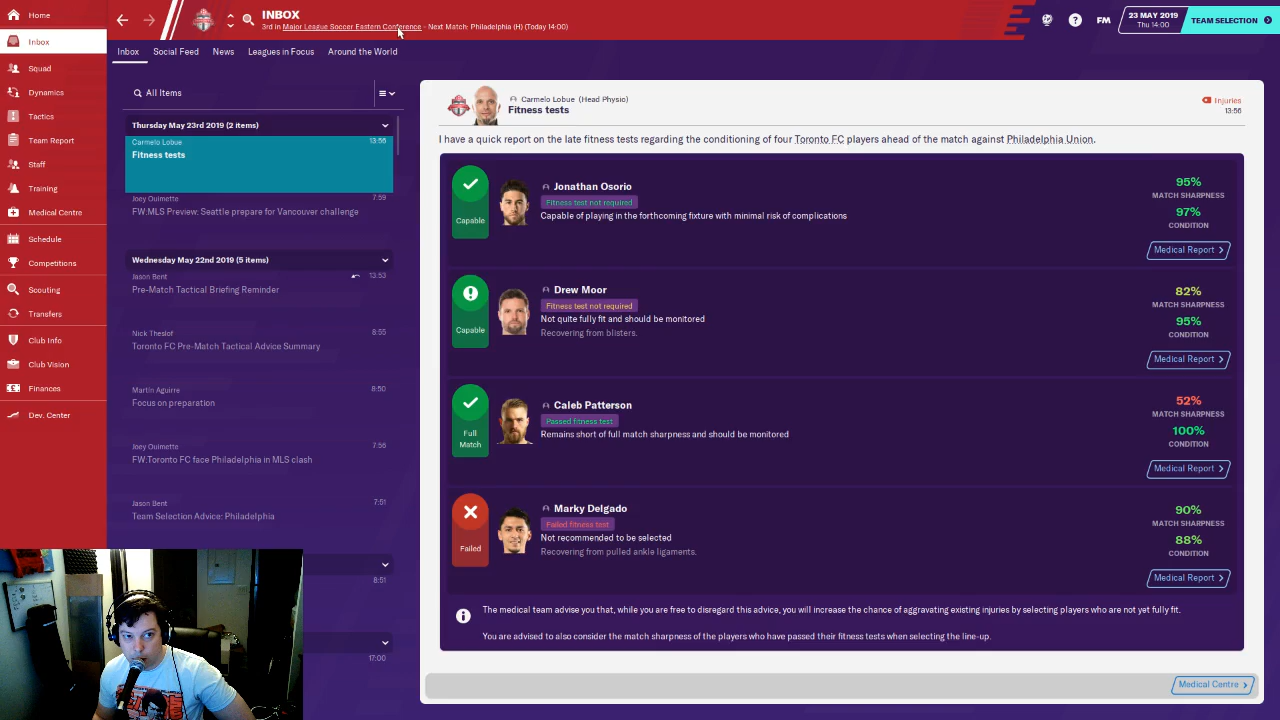 Home
Inbox
Squad
Dynamics
Tactics
Team Report
Staff
Training
Medical Centre
Schedule
Competitions
Scouting
Transfers
Club Info
Club Vision
Finances
Dev. Center
INBOX
3rd in Major League Soccer Eastern Conference - Next Match: Philadelphia (H) (Today 14:00)
?
FM
23 MAY 2019
Thu 14:00
TEAM SELECTION
Inbox
Social Feed
News
Leagues in Focus
Around the World
All Items
Thursday May 23rd 2019 (2 items)
Carmelo Lobue 13:56
Fitness tests
Joey Ouimette 7:59
FW:MLS Preview: Seattle prepare for Vancouver challenge
Wednesday May 22nd 2019 (5 items)
Jason Bent 13:53
Pre-Match Tactical Briefing Reminder
Nick Theslof 8:55
Toronto FC Pre-Match Tactical Advice Summary
Martín Aguirre 8:50
Focus on preparation
Joey Ouimette 7:56
FW:Toronto FC face Philadelphia in MLS clash
Jason Bent 7:51
Team Selection Advice: Philadelphia
8:51
17:00
Carmelo Lobue (Head Physio)
Fitness tests
Injuries
13:56
I have a quick report on the late fitness tests regarding the conditioning of four Toronto FC players ahead of the match against Philadelphia Union.
Capable
Jonathan Osorio
Fitness test not required
Capable of playing in the forthcoming fixture with minimal risk of complications
95%
MATCH SHARPNESS
97%
CONDITION
Medical Report
Capable
Drew Moor
Fitness test not required
Not quite fully fit and should be monitored
Recovering from blisters.
82%
MATCH SHARPNESS
95%
CONDITION
Medical Report
Full
Match
Caleb Patterson
Passed fitness test
Remains short of full match sharpness and should be monitored
52%
MATCH SHARPNESS
100%
CONDITION
Medical Report
Failed
Marky Delgado
Failed fitness test
Not recommended to be selected
Recovering from pulled ankle ligaments.
90%
MATCH SHARPNESS
88%
CONDITION
Medical Report
The medical team advise you that, while you are free to disregard this advice, you will increase the chance of aggravating existing injuries by selecting players who are not yet fully fit.
You are advised to also consider the match sharpness of the players who have passed their fitness tests when selecting the line-up.
Medical Centre